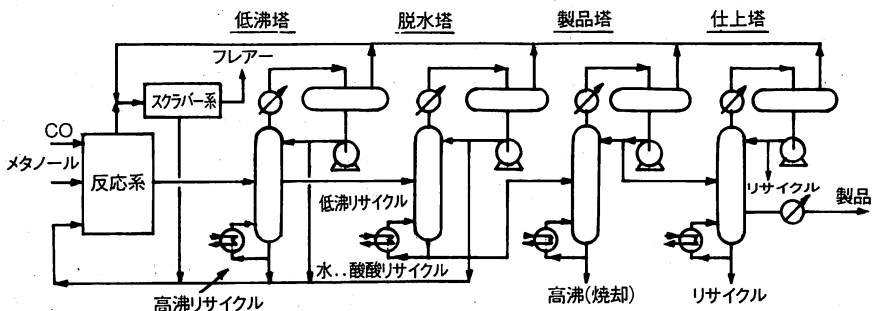 低沸塔
脱水塔
製品塔
仕上塔
フレアー
スクラバー系
CO
メタノール
反応系
低沸リサイクル
リサイクル
製品
水‥酸酸リサイクル
高沸リサイクル
高沸(焼却)
リサイクル